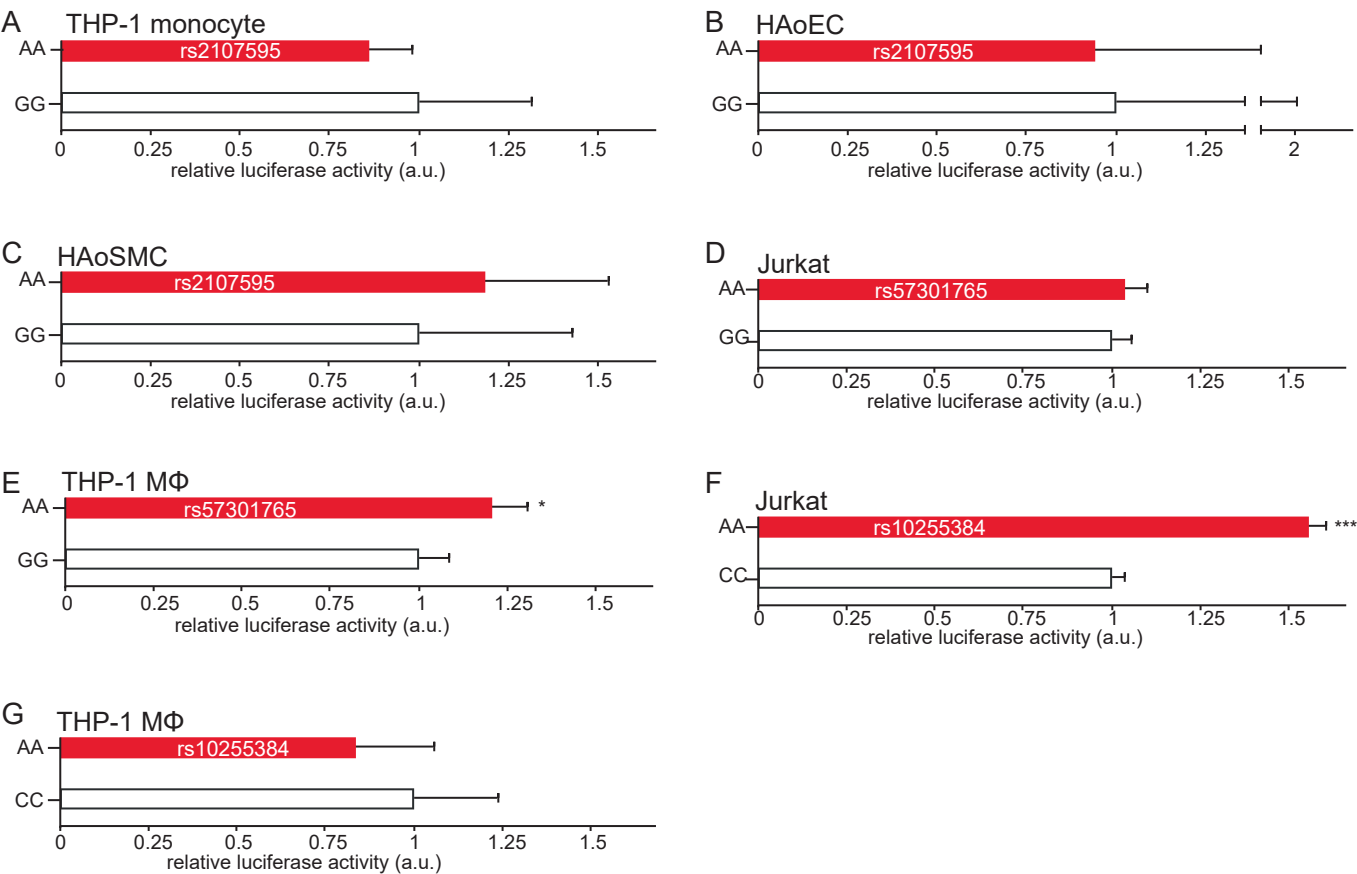 A THP-1 monocyte
AA rs2107595
GG
0 0.25 0.5 0.75 1 1.25 1.5
relative luciferase activity (a.u.)
B HAoEC
AA rs2107595
GG
0 0.25 0.5 0.75 1 1.25 2
relative luciferase activity (a.u.)
C HAoSMC
AA rs2107595
GG
0 0.25 0.5 0.75 1 1.25 1.5
relative luciferase activity (a.u.)
D Jurkat
AA rs57301765
GG
0 0.25 0.5 0.75 1 1.25 1.5
relative luciferase activity (a.u.)
E THP-1 MΦ
AA rs57301765 *
GG
0 0.25 0.5 0.75 1 1.25 1.5
relative luciferase activity (a.u.)
F Jurkat
AA rs10255384 ***
CC
0 0.25 0.5 0.75 1 1.25 1.5
relative luciferase activity (a.u.)
G THP-1 MΦ
AA rs10255384
CC
0 0.25 0.5 0.75 1 1.25 1.5
relative luciferase activity (a.u.)